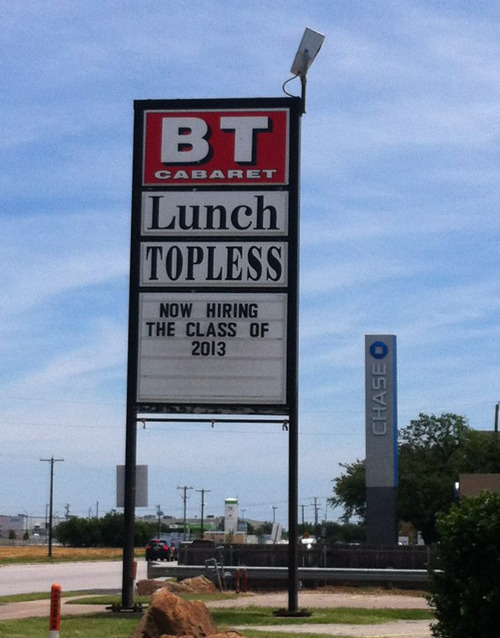 BT
CABARET
Lunch
TOPLESS
NOW HIRING
THE CLASS OF
2013
CHASE